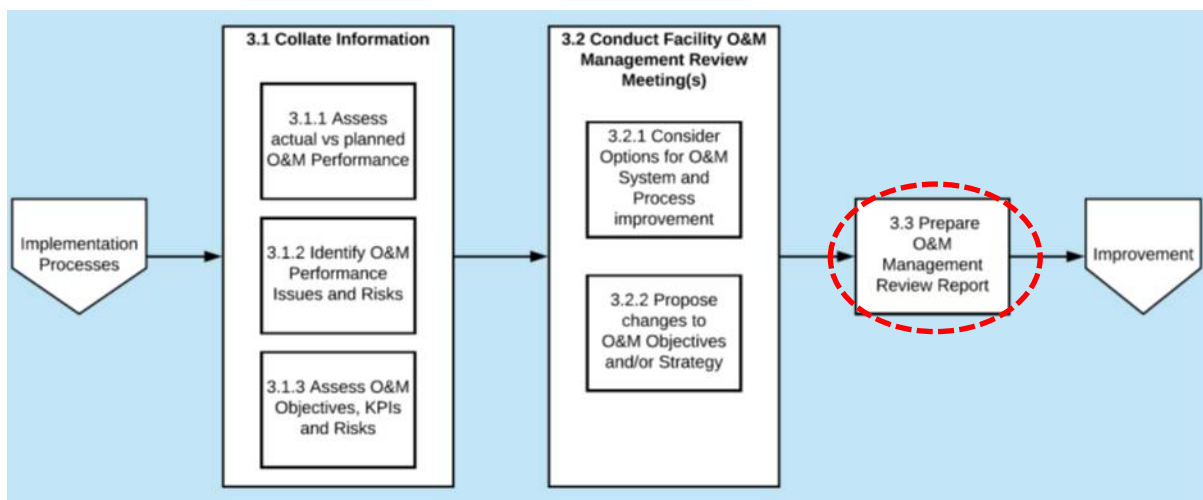 Implementation
Processes
3.1 Collate Information
3.1.1 Assess
actual vs planned
O&M Performance
3.1.2 Identify O&M
Performance
Issues and Risks
3.1.3 Assess O&M
Objectives, KPIs
and Risks
3.2 Conduct Facility O&M
Management Review
Meeting(s)
3.2.1 Consider
Options for O&M
System and
Process
improvement
3.2.2 Propose
changes to
O&M Objectives
and/or Strategy
3.3 Prepare
O&M
Management
Review Report
Improvement